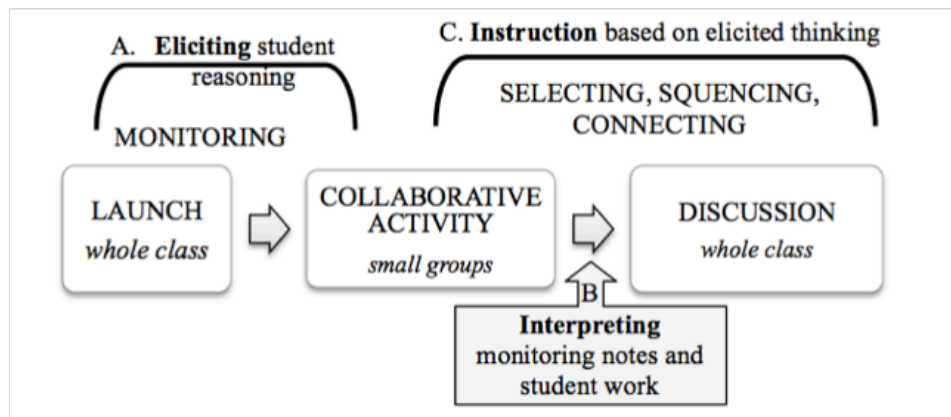 A. Eliciting student
reasoning
MONITORING
C. Instruction based on elicited thinking
SELECTING, SQUENCING,
CONNECTING
LAUNCH
whole class
COLLABORATIVE
ACTIVITY
small groups
DISCUSSION
whole class
B
Interpreting
monitoring notes and
student work